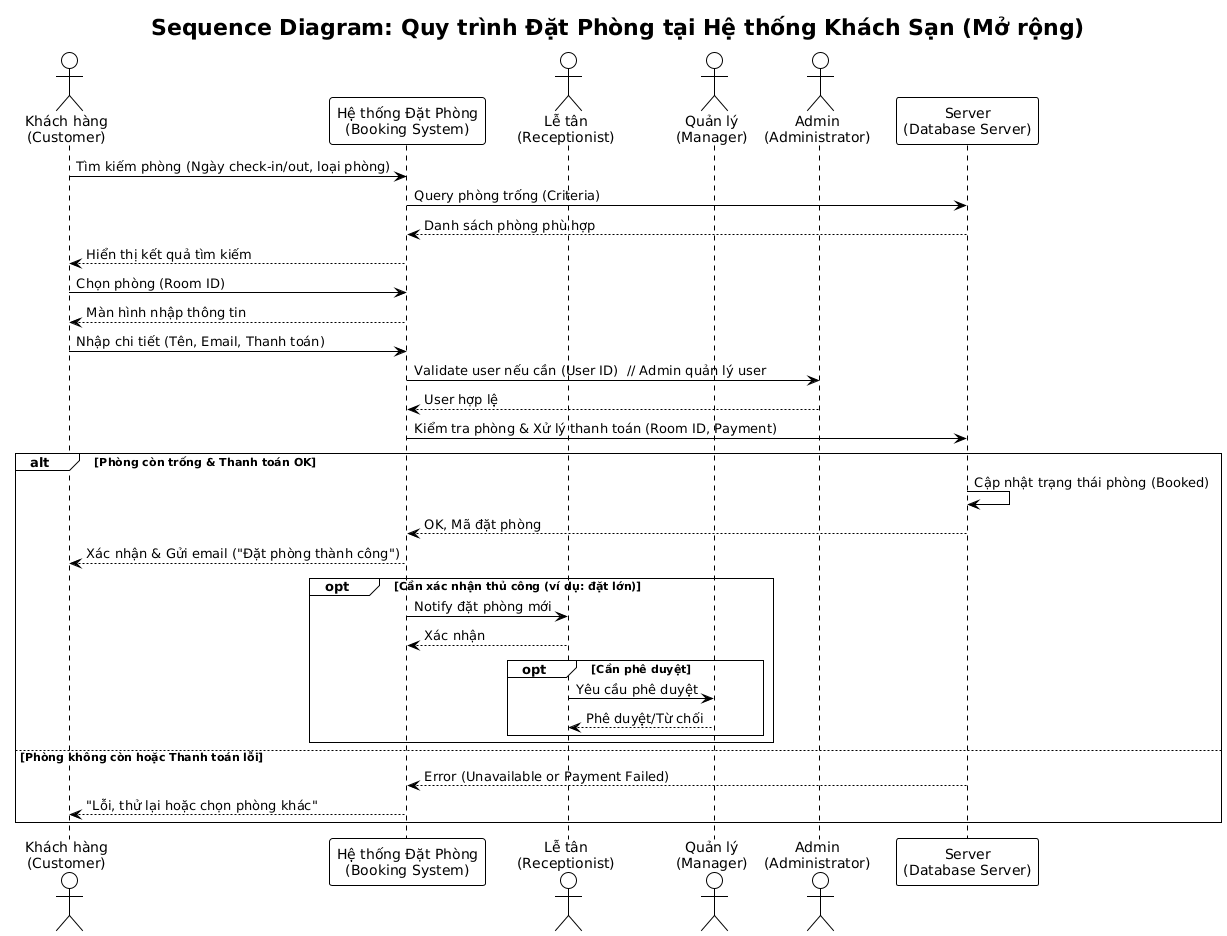 Sequence Diagram: Quy trình Đặt Phòng tại Hệ thống Khách Sạn (Mở rộng)
Khách hàng
(Customer)
Hệ thống Đặt Phòng
(Booking System)
Lễ tân
(Receptionist)
Quản lý
(Manager)
Admin
(Administrator)
Server
(Database Server)
Tìm kiếm phòng (Ngày check-in/out, loại phòng)
Query phòng trống (Criteria)
Danh sách phòng phù hợp
Hiển thị kết quả tìm kiếm
Chọn phòng (Room ID)
Màn hình nhập thông tin
Nhập chi tiết (Tên, Email, Thanh toán)
Validate user nếu cần (User ID)  // Admin quản lý user
User hợp lệ
Kiểm tra phòng & Xử lý thanh toán (Room ID, Payment)
alt [Phòng còn trống & Thanh toán OK]
Cập nhật trạng thái phòng (Booked)
OK, Mã đặt phòng
Xác nhận & Gửi email ("Đặt phòng thành công")
opt [Cần xác nhận thủ công (ví dụ: đặt lớn)]
Notify đặt phòng mới
Xác nhận
opt [Cần phê duyệt]
Yêu cầu phê duyệt
Phê duyệt/Từ chối
[Phòng không còn hoặc Thanh toán lỗi]
Error (Unavailable or Payment Failed)
"Lỗi, thử lại hoặc chọn phòng khác"
Khách hàng
(Customer)
Hệ thống Đặt Phòng
(Booking System)
Lễ tân
(Receptionist)
Quản lý
(Manager)
Admin
(Administrator)
Server
(Database Server)